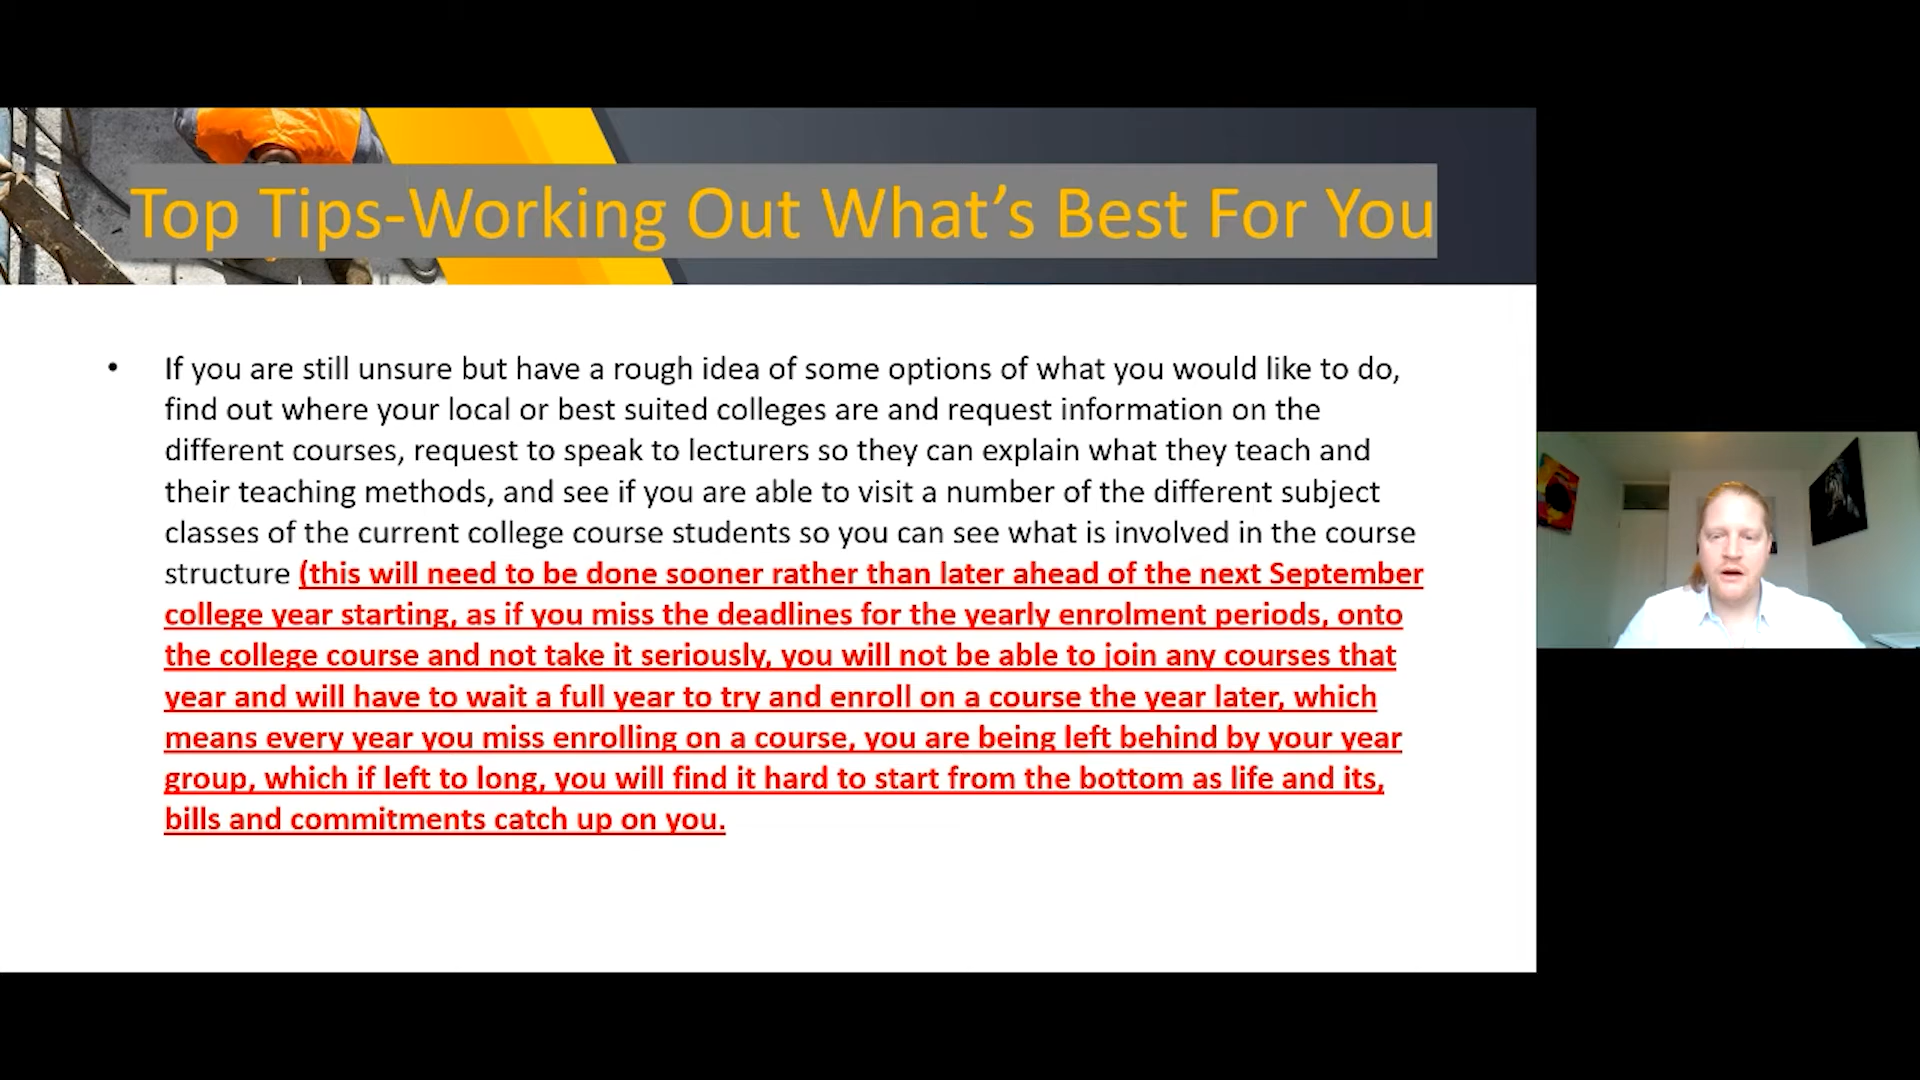 Top Tips-Working Out What’s Best For You
• If you are still unsure but have a rough idea of some options of what you would like to do,
find out where your local or best suited colleges are and request information on the
different courses, request to speak to lecturers so they can explain what they teach and
their teaching methods, and see if you are able to visit a number of the different subject
classes of the current college course students so you can see what is involved in the course
structure (this will need to be done sooner rather than later ahead of the next September
college year starting, as if you miss the deadlines for the yearly enrolment periods, onto
the college course and not take it seriously, you will not be able to join any courses that
year and will have to wait a full year to try and enroll on a course the year later, which
means every year you miss enrolling on a course, you are being left behind by your year
group, which if left to long, you will find it hard to start from the bottom as life and its,
bills and commitments catch up on you.